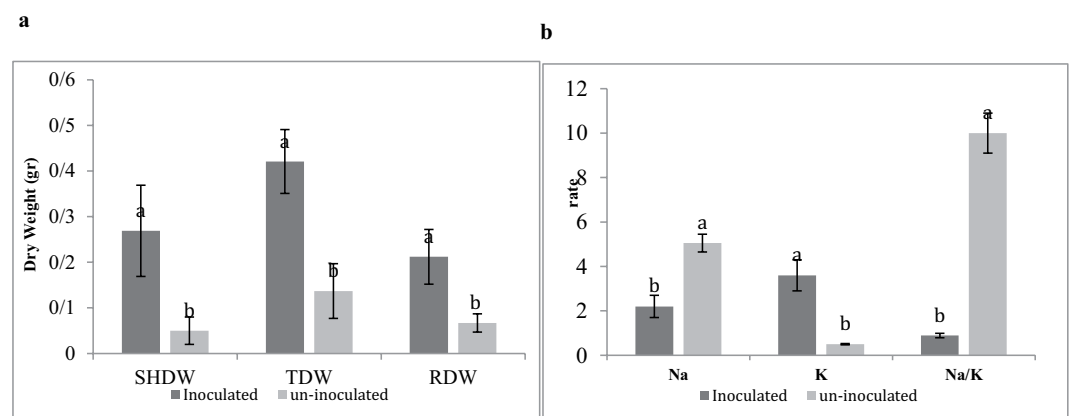 a
0/6
0/5
0/4
0/3
0/2
0/1
0
Dry Weight (gr)
a
b
a
b
a
b
SHDW TDW RDW
Inoculated un-inoculated
b
12
10
8
6
4
2
0
rate
b
a
a
b
b
a
Na K Na/K
Inoculated un-inoculated